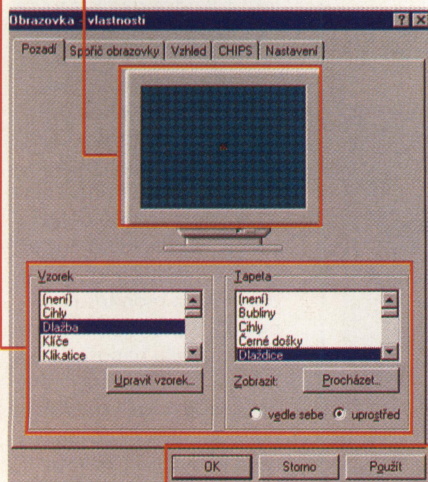 Obrazovka - vlastnosti
Pozadí Spořič obrazovky Vzhled CHIPS Nastavení
Vzorek
(není)
Cihly
Dlažba
Klíče
Klikatice
Upravit vzorek...
Tapeta
(není)
Bubliny
Cihly
Černé došky
Dlaždice
Zobrazit: Procházet...
vedle sebe uprostřed
OK Storno Použít